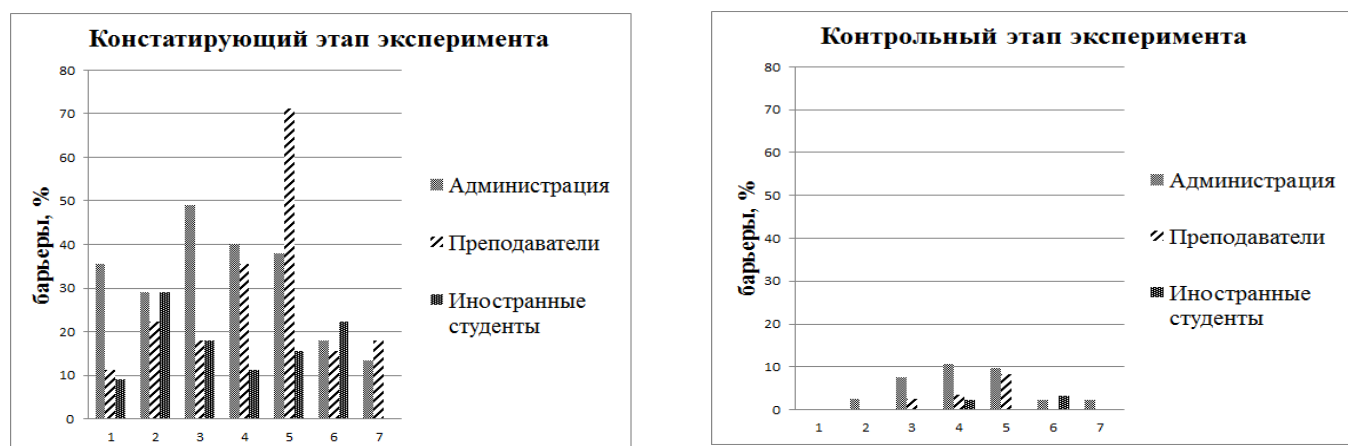 Констатирующий этап эксперимента
80
70
60
50
40
30
20
10
0
барьеры, %
1 2 3 4 5 6 7
Администрация
Преподаватели
Иностранные
студенты
Контрольный этап эксперимента
80
70
60
50
40
30
20
10
0
барьеры, %
1 2 3 4 5 6 7
Администрация
Преподаватели
Иностранные
студенты